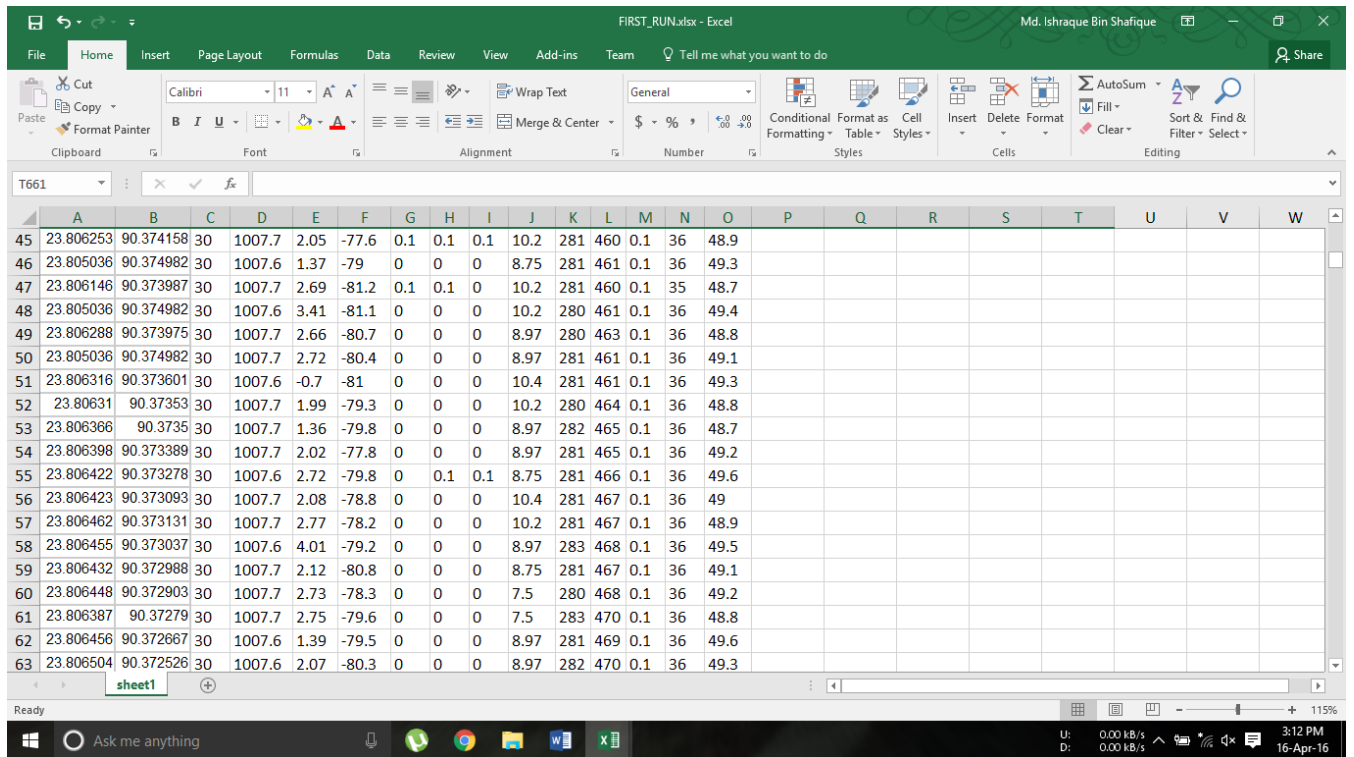 FIRST_RUN.xlsx - Excel Md. Ishraque Bin Shafique
File Home Insert Page Layout Formulas Data Review View Add-ins Team Tell me what you want to do Share
Cut Calibri 11 A A Wrap Text General AutoSum
Copy Fill
Paste Format Painter B I U A Merge & Center $ % , .00 .0 Conditional Formatting Format as Table Cell Styles Insert Delete Format Clear Sort & Filter Find & Select
Clipboard Font Alignment Number Styles Cells Editing
T661 fx
A B C D E F G H I J K L M N O P Q R S T U V W
45 23.806253 90.374158 30 1007.7 2.05 -77.6 0.1 0.1 0.1 10.2 281 460 0.1 36 48.9
46 23.805036 90.374982 30 1007.6 1.37 -79 0 0 0 8.75 281 461 0.1 36 49.3
47 23.806146 90.373987 30 1007.7 2.69 -81.2 0.1 0.1 0 10.2 281 460 0.1 35 48.7
48 23.805036 90.374982 30 1007.6 3.41 -81.1 0 0 0 10.2 280 461 0.1 36 49.4
49 23.806288 90.373975 30 1007.7 2.66 -80.7 0 0 0 8.97 280 463 0.1 36 48.8
50 23.805036 90.374982 30 1007.7 2.72 -80.4 0 0 0 8.97 281 461 0.1 36 49.1
51 23.806316 90.373601 30 1007.6 -0.7 -81 0 0 0 10.4 281 461 0.1 36 49.3
52 23.80631 90.37353 30 1007.7 1.99 -79.3 0 0 0 10.2 280 464 0.1 36 48.8
53 23.806366 90.3735 30 1007.7 1.36 -79.8 0 0 0 8.97 282 465 0.1 36 48.7
54 23.806398 90.373389 30 1007.7 2.02 -77.8 0 0 0 8.97 281 465 0.1 36 49.2
55 23.806422 90.373278 30 1007.6 2.72 -79.8 0 0.1 0.1 8.75 281 466 0.1 36 49.6
56 23.806423 90.373093 30 1007.7 2.08 -78.8 0 0 0 10.4 281 467 0.1 36 49
57 23.806462 90.373131 30 1007.7 2.77 -78.2 0 0 0 10.2 281 467 0.1 36 48.9
58 23.806455 90.373037 30 1007.6 4.01 -79.2 0 0 0 8.97 283 468 0.1 36 49.5
59 23.806432 90.372988 30 1007.7 2.12 -80.8 0 0 0 8.75 281 467 0.1 36 49.1
60 23.806448 90.372903 30 1007.7 2.73 -78.3 0 0 0 7.5 280 468 0.1 36 49.2
61 23.806387 90.37279 30 1007.7 2.75 -79.6 0 0 0 7.5 283 470 0.1 36 48.8
62 23.806456 90.372667 30 1007.6 1.39 -79.5 0 0 0 8.97 281 469 0.1 36 49.6
63 23.806504 90.372526 30 1007.6 2.07 -80.3 0 0 0 8.97 282 470 0.1 36 49.3
sheet1
Ready 115%
Ask me anything U: 0.00 kB/s 3:12 PM
D: 0.00 kB/s 16-Apr-16